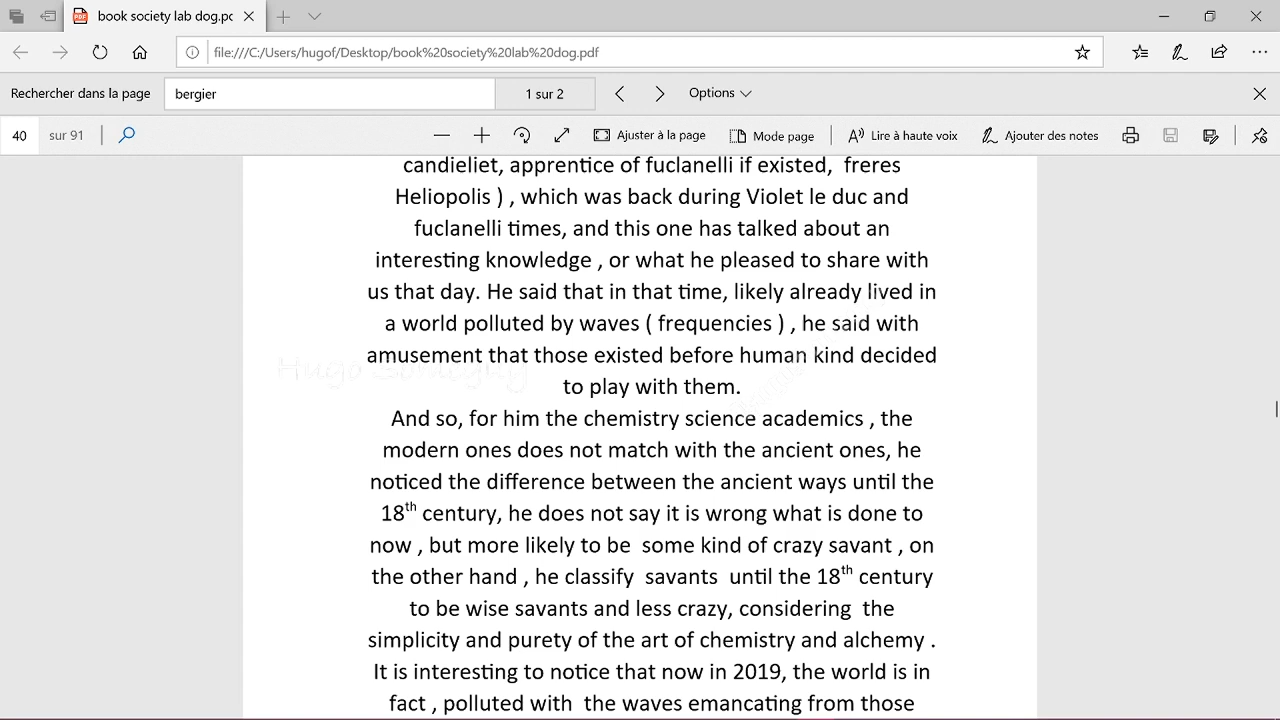 book society lab dog.pc
file:///C:/Users/hugof/Desktop/book%20society%20lab%20dog.pdf
Rechercher dans la page
bergier
1 sur 2
Options
40
sur 91
Ajuster à la page
Mode page
Lire à haute voix
Ajouter des notes
candieliet, apprentice of fuclanelli if existed, freres
Heliopolis ) , which was back during Violet le duc and
fuclanelli times, and this one has talked about an
interesting knowledge , or what he pleased to share with
us that day. He said that in that time, likely already lived in
a world polluted by waves ( frequencies ) , he said with
amusement that those existed before human kind decided
to play with them.
And so, for him the chemistry science academics , the
modern ones does not match with the ancient ones, he
noticed the difference between the ancient ways until the
18th century, he does not say it is wrong what is done to
now , but more likely to be some kind of crazy savant , on
the other hand , he classify savants until the 18th century
to be wise savants and less crazy, considering the
simplicity and purety of the art of chemistry and alchemy .
It is interesting to notice that now in 2019, the world is in
fact , polluted with the waves emancating from those
Hugo